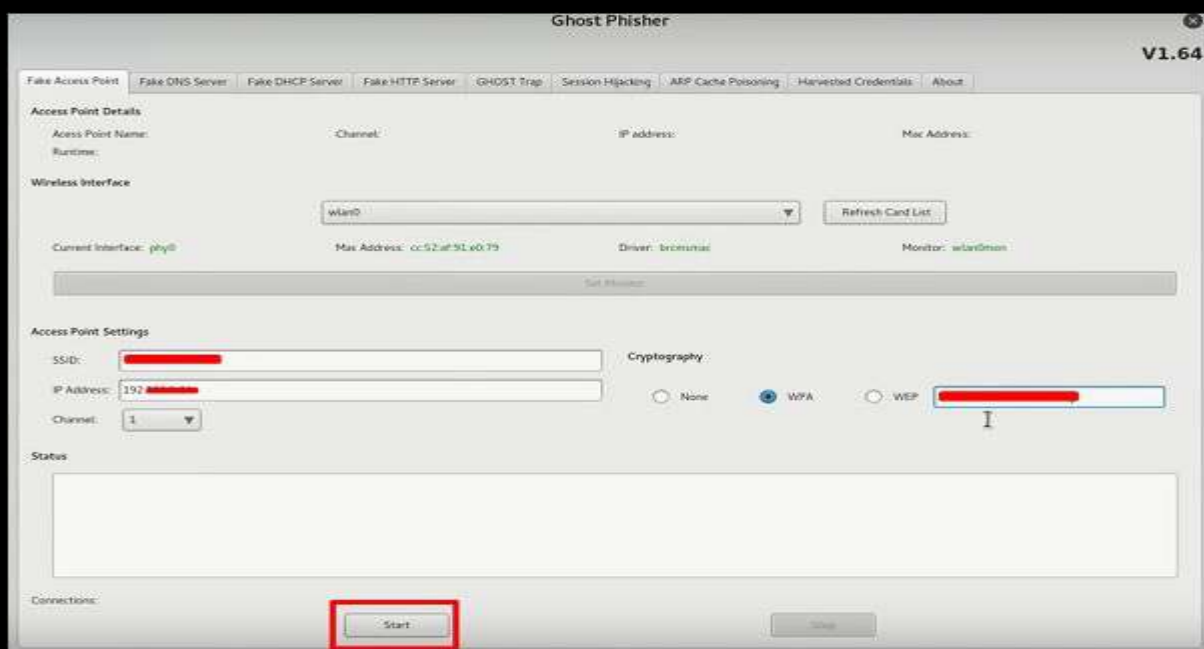 Ghost Phisher
V1.64
Fake Access Point Fake DNS Server Fake DHCP Server Fake HTTP Server GHOST Trap Session Hijacking ARP Cache Poisoning Harvested Credentials About
Access Point Details
Acess Point Name: Channel: IP address: Mac Address:
Runtime:
Wireless Interface
wlan0 Refresh Card List
Current Interface: phy0 Mac Address: cc:52:af:91:e0:79 Driver: brcmsmac Monitor: wlan0mon
Set Monitor
Access Point Settings
SSID: Cryptography
IP Address: 192 None WPA WEP
Channel: 1
Status
Connections:
Start Stop